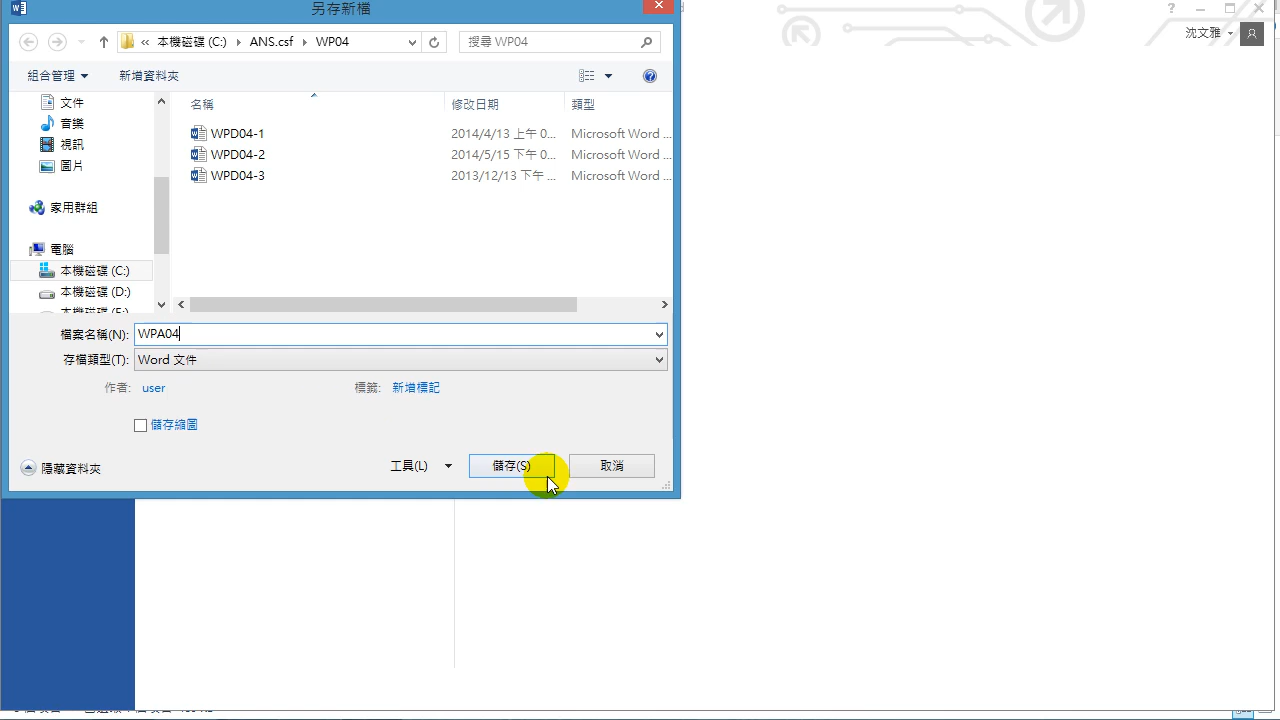 另存新檔
?
« 本機磁碟 (C:) › ANS.csf › WP04
搜尋 WP04
沈文雅
組合管理
新增資料夾
名稱
修改日期
類型
文件
音樂
視訊
圖片
家用群組
電腦
本機磁碟 (C:)
本機磁碟 (D:)
WPD04-1
2014/4/13 上午 0...
Microsoft Word ...
WPD04-2
2014/5/15 下午 0...
Microsoft Word ...
WPD04-3
2013/12/13 下午 ...
Microsoft Word ...
檔案名稱(N):
WPA04
存檔類型(T):
Word 文件
作者: user
標籤: 新增標記
儲存縮圖
隱藏資料夾
工具(L)
儲存(S)
取消